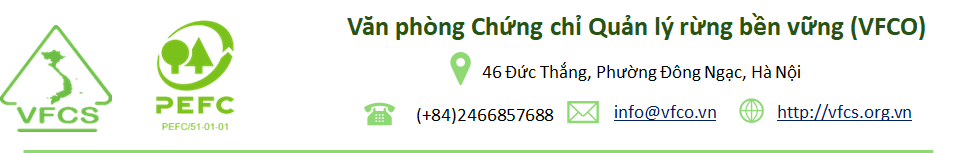 Văn phòng Chứng chỉ Quản lý rừng bền vững (VFCO)
46 Đức Thắng, Phường Đông Ngạc, Hà Nội
(+84)2466857688 info@vfco.vn http://vfcs.org.vn
VFCS
PEFC
PEFC/51-01-01